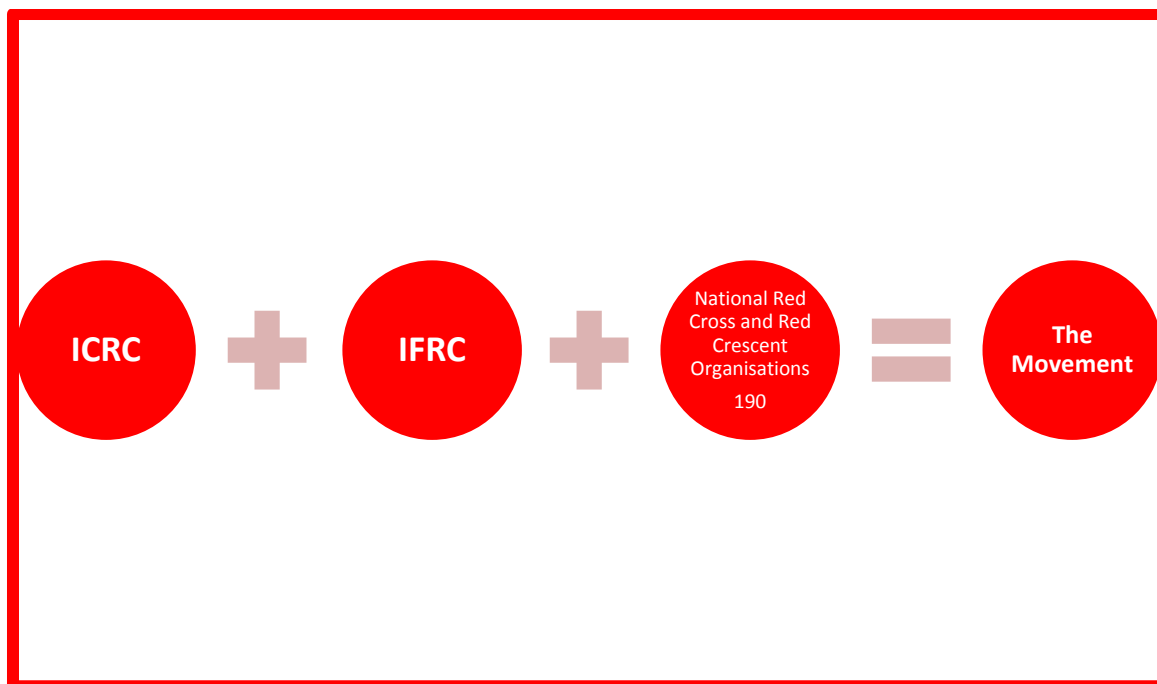 ICRC
IFRC
National Red
Cross and Red
Crescent
Organisations
190
The
Movement